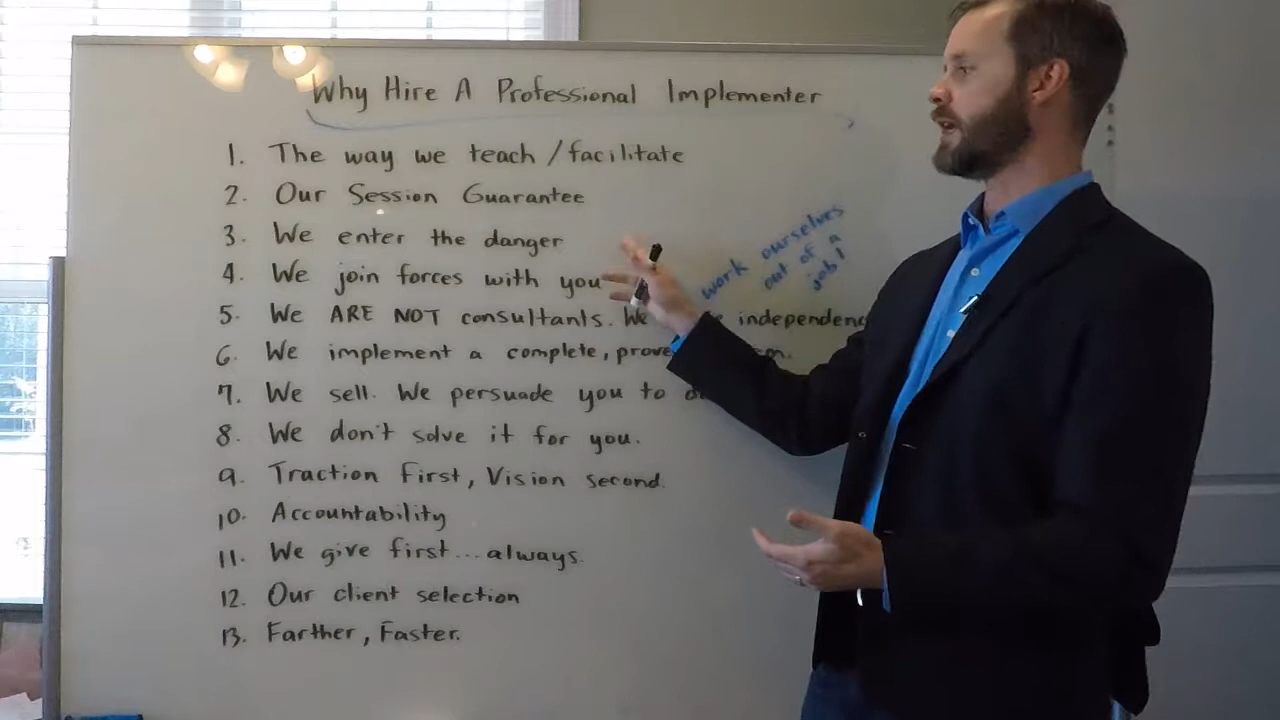 Why Hire A Professional Implementer
1. The way we teach / facilitate
2. Our Session Guarantee
3. We enter the danger
4. We join forces with you
work ourselves
out of a
job!
5. We ARE NOT consultants. We independenc
6. We implement a complete, prove
7. We sell. We persuade you to
8. We don't solve it for you.
9. Traction First, Vision second.
10. Accountability
11. We give first...always.
12. Our client selection
13. Farther, Faster.